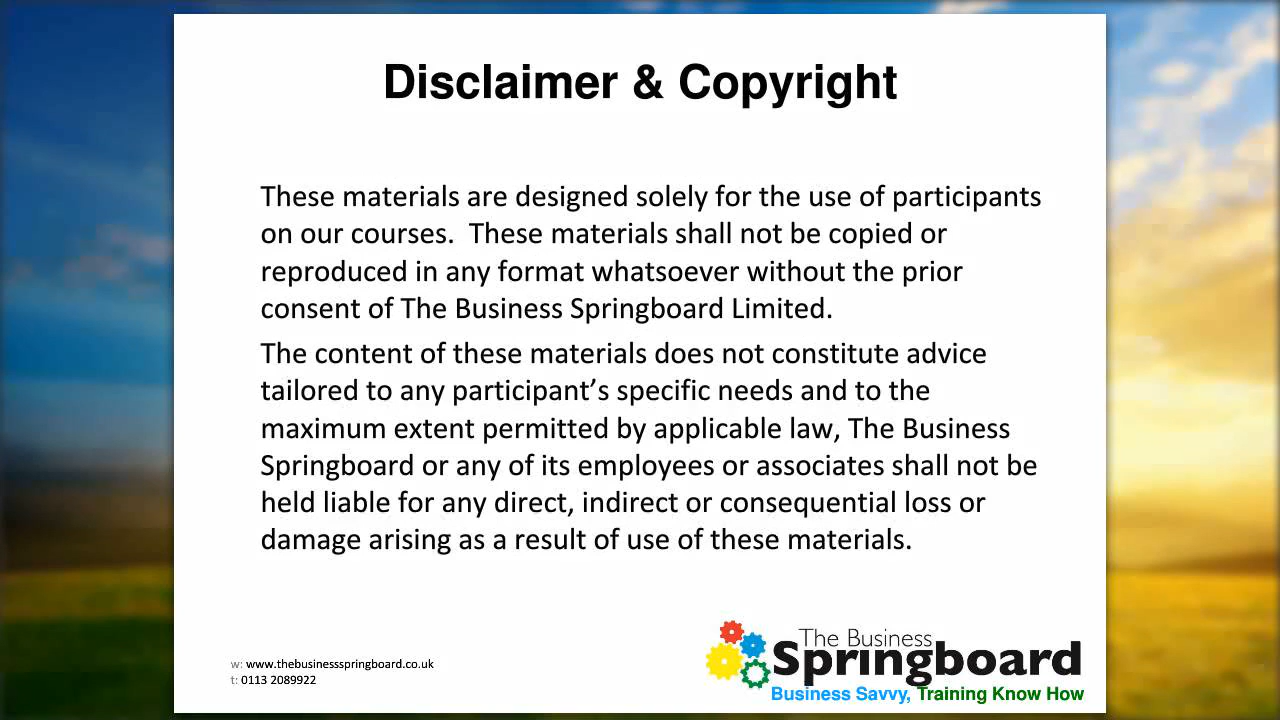 Disclaimer & Copyright
These materials are designed solely for the use of participants
on our courses.  These materials shall not be copied or
reproduced in any format whatsoever without the prior
consent of The Business Springboard Limited.
The content of these materials does not constitute advice
tailored to any participant’s specific needs and to the
maximum extent permitted by applicable law, The Business
Springboard or any of its employees or associates shall not be
held liable for any direct, indirect or consequential loss or
damage arising as a result of use of these materials.
w: www.thebusinessspringboard.co.uk
t: 0113 2089922
The Business
Springboard
Business Savvy, Training Know How